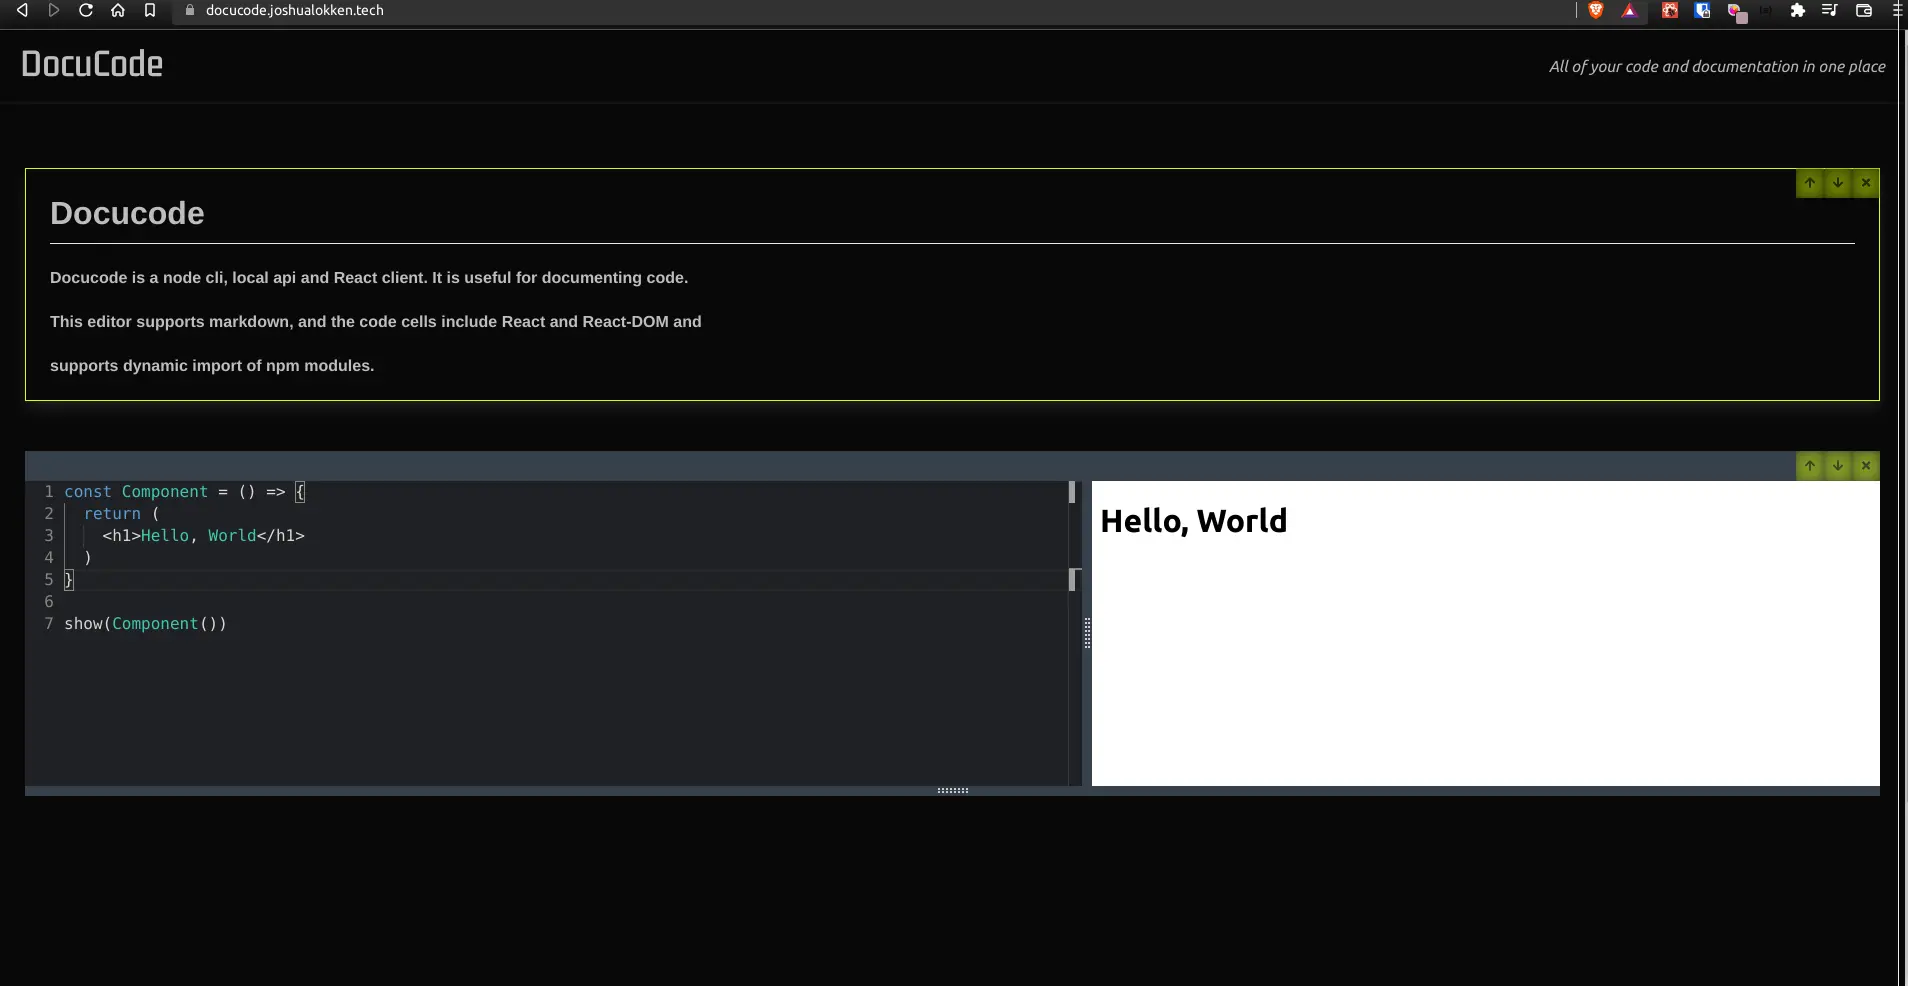 docucode.joshualokken.tech
DocuCode
All of your code and documentation in one place
Docucode
Docucode is a node cli, local api and React client. It is useful for documenting code.
This editor supports markdown, and the code cells include React and React-DOM and
supports dynamic import of npm modules.
1 const Component = () => {
2   return (
3     <h1>Hello, World</h1>
4   )
5 }
6
7 show(Component())
Hello, World